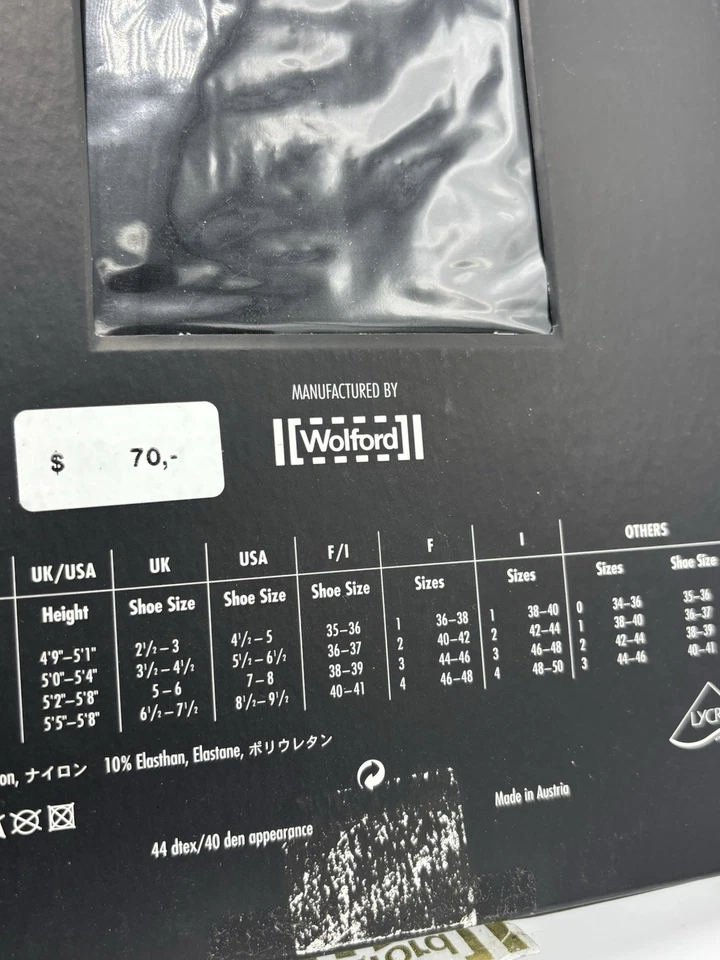 MANUFACTURED BY
Wolford
$ 70,-
UK/USA UK USA F/I F I OTHERS
Height Shoe Size Shoe Size Shoe Size Sizes Sizes Sizes Shoe Size
4'9"–5'1" 2½–3 4½–5 35–36 1 36–38 1 38–40 0 34–36 35–36
5'0"–5'4" 3½–4½ 5½–6½ 36–37 2 40–42 2 42–44 1 38–40 36–37
5'2"–5'8" 5–6 7–8 38–39 3 44–46 3 46–48 2 42–44 38–39
5'5"–5'8" 6½–7½ 8½–9½ 40–41 4 46–48 4 48–50 3 44–46 40–41
on, ナイロン 10% Elasthan, Elastane, ポリウレタン
LYCR
44 dtex/40 den appearance
Made in Austria